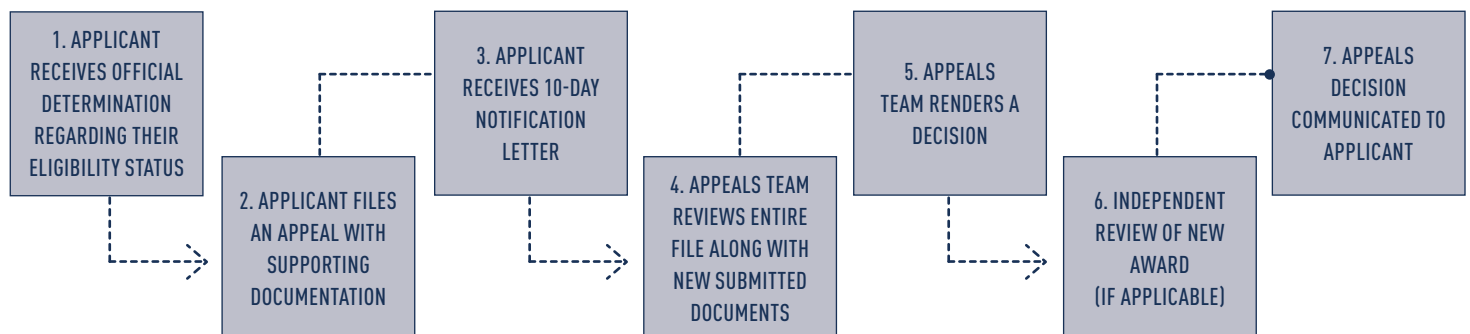 1. APPLICANT
RECEIVES OFFICIAL
DETERMINATION
REGARDING THEIR
ELIGIBILITY STATUS
2. APPLICANT FILES
AN APPEAL WITH
SUPPORTING
DOCUMENTATION
3. APPLICANT
RECEIVES 10-DAY
NOTIFICATION
LETTER
4. APPEALS TEAM
REVIEWS ENTIRE
FILE ALONG WITH
NEW SUBMITTED
DOCUMENTS
5. APPEALS
TEAM RENDERS A
DECISION
6. INDEPENDENT
REVIEW OF NEW
AWARD
(IF APPLICABLE)
7. APPEALS
DECISION
COMMUNICATED TO
APPLICANT